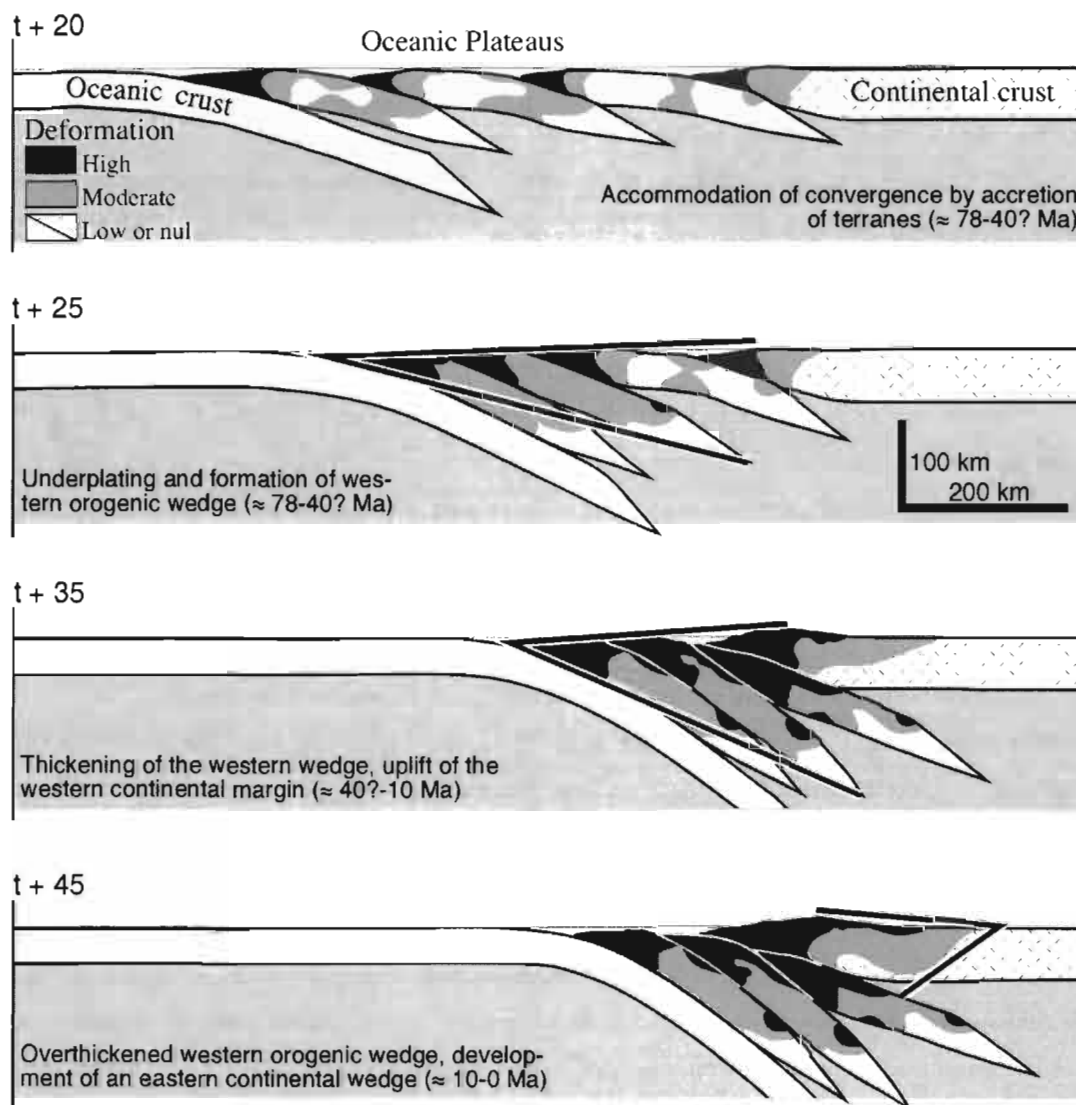 t + 20
Oceanic Plateaus
Oceanic crust
Continental crust
Deformation
High
Moderate
Low or nul
Accommodation of convergence by accretion
of terranes (≈ 78-40? Ma)
t + 25
100 km
200 km
Underplating and formation of wes-
tern orogenic wedge (≈ 78-40? Ma)
t + 35
Thickening of the western wedge, uplift of the
western continental margin (≈ 40?-10 Ma)
t + 45
Overthickened western orogenic wedge, develop-
ment of an eastern continental wedge (≈ 10-0 Ma)